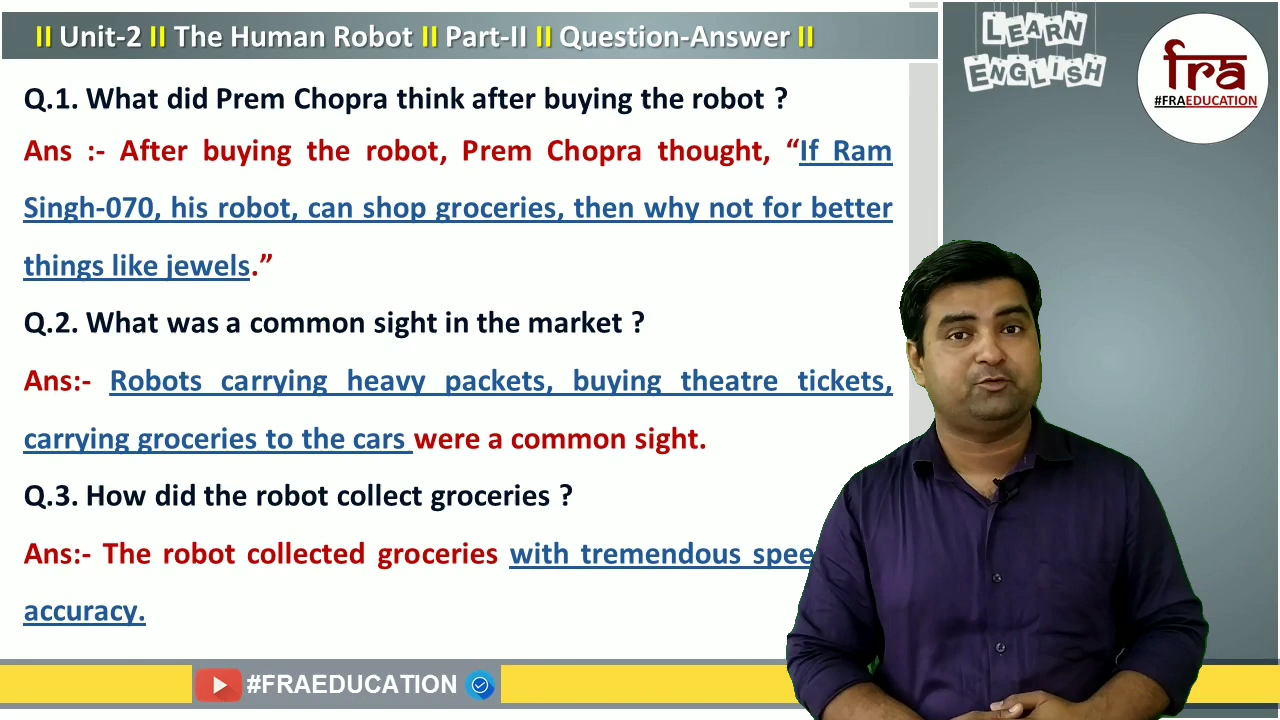 II Unit-2 II The Human Robot II Part-II II Question-Answer II
LEARN
ENGLISH
fra
#FRAEDUCATION
Q.1. What did Prem Chopra think after buying the robot ?
Ans :- After buying the robot, Prem Chopra thought, “If Ram
Singh-070, his robot, can shop groceries, then why not for better
things like jewels.”
Q.2. What was a common sight in the market ?
Ans:- Robots carrying heavy packets, buying theatre tickets,
carrying groceries to the cars were a common sight.
Q.3. How did the robot collect groceries ?
Ans:- The robot collected groceries with tremendous
accuracy.
#FRAEDUCATION